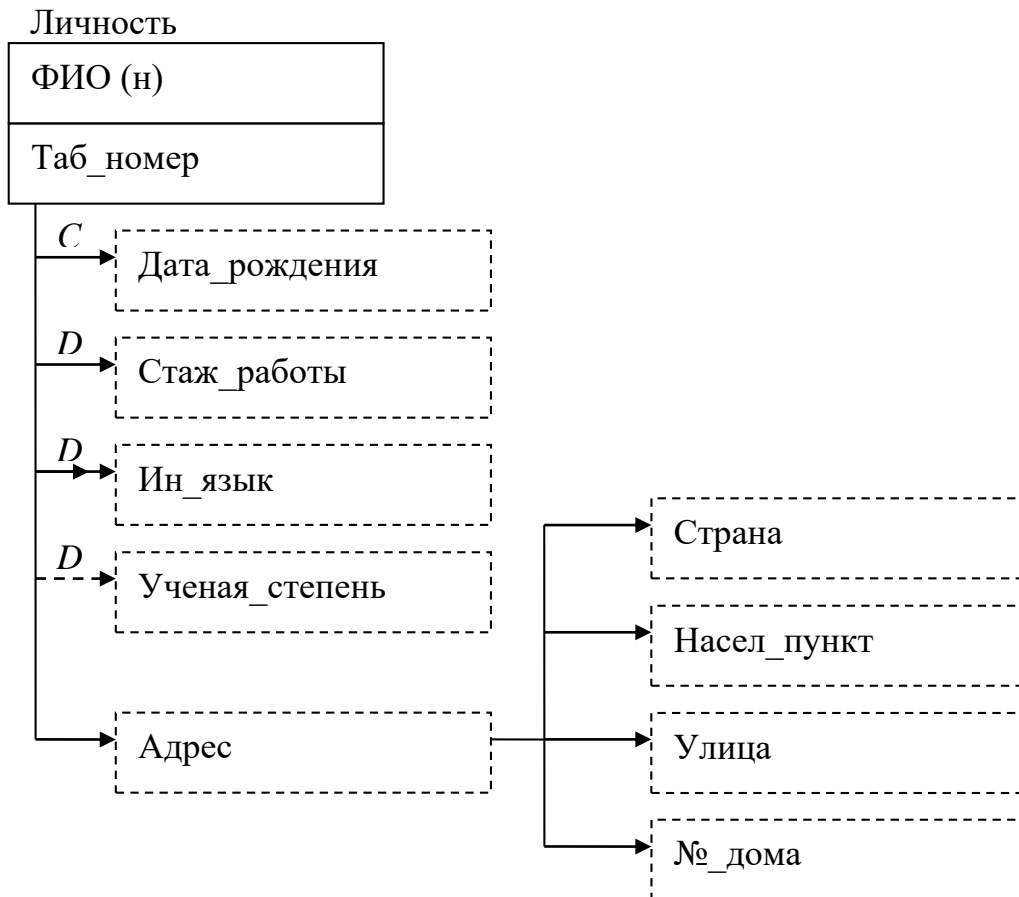 Личность
ФИО (н)
Таб_номер
C
Дата_рождения
D
Стаж_работы
D
Ин_язык
D
Ученая_степень
Адрес
Страна
Насел_пункт
Улица
№_дома